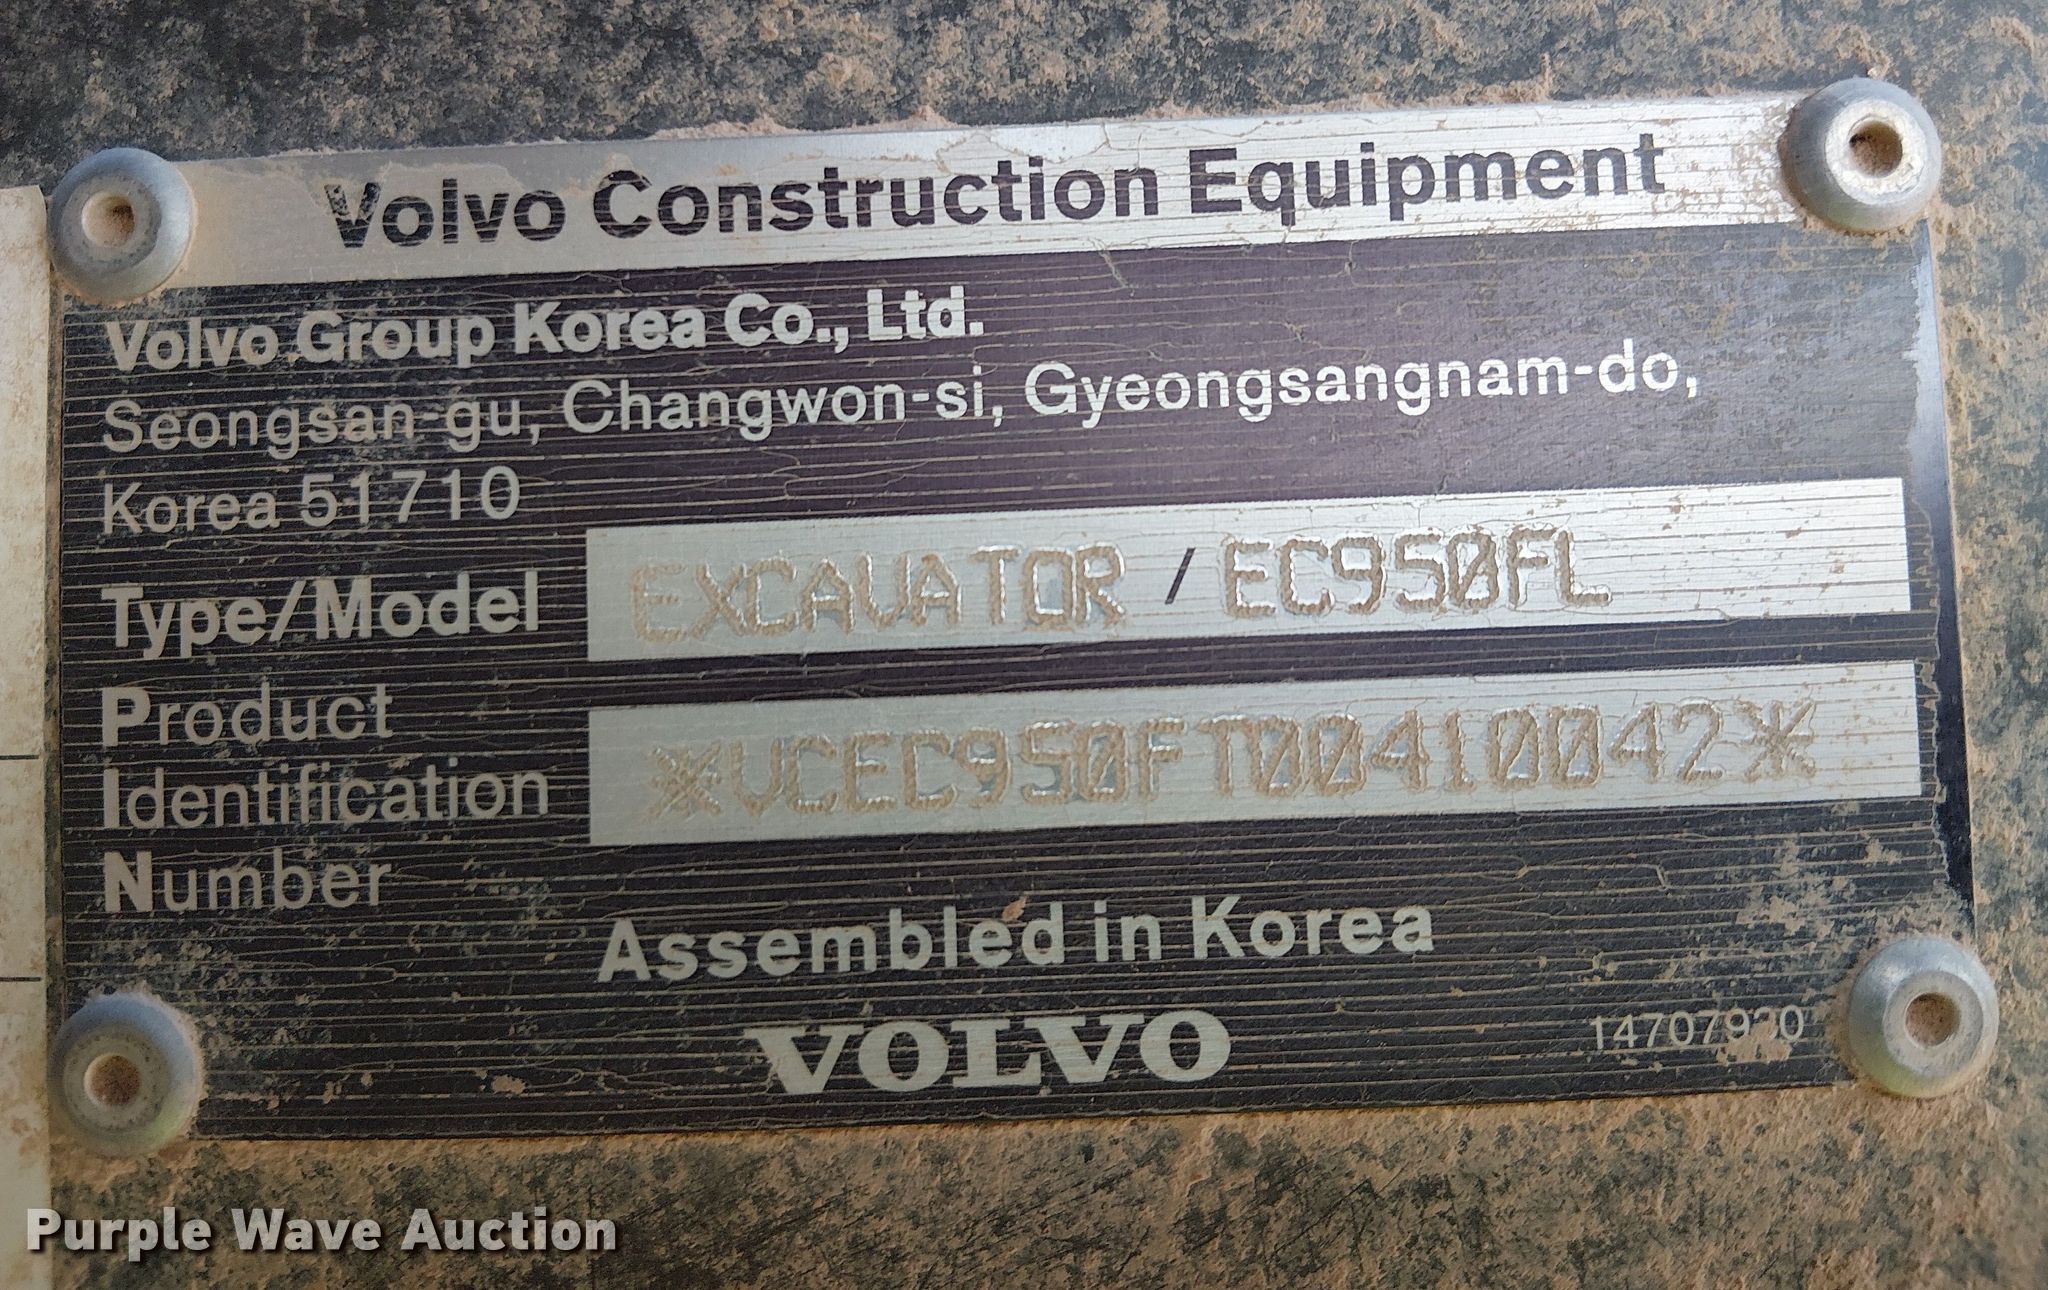 Volvo Construction Equipment
Volvo Group Korea Co., Ltd.
Seongsan-gu, Changwon-si, Gyeongsangnam-do,
Korea 51710
Type/Model EXCAVATOR / EC950FL
Product
Identification *VCEC950FT00410042*
Number
Assembled in Korea
VOLVO
Purple Wave Auction